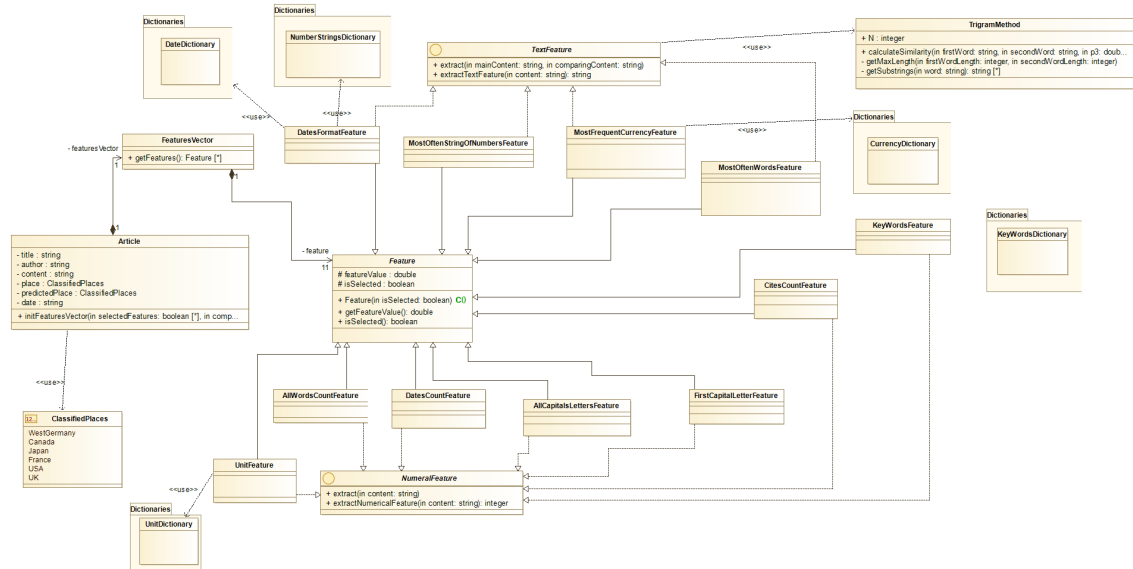 Dictionaries
DateDictionary
Dictionaries
NumberStringsDictionary
TextFeature
+ extract(in mainContent: string, in comparingContent: string)
+ extractTextFeature(in content: string): string
<<use>>
TrigramMethod
+ N : integer
+ calculateSimilarity(in firstWord: string, in secondWord: string, in p3: doub...
- getMaxLength(in firstWordLength: integer, in secondWordLength: integer)
- getSubstrings(in word: string): string [*]
<<use>>
<<use>>
DatesFormatFeature
MostOftenStringOfNumbersFeature
MostFrequentCurrencyFeature
<<use>>
Dictionaries
CurrencyDictionary
- featuresVector
1
FeaturesVector
+ getFeatures(): Feature [*]
1
MostOftenWordsFeature
KeyWordsFeature
Dictionaries
KeyWordsDictionary
1
Article
- title : string
- author : string
- content : string
- place : ClassifiedPlaces
- predictedPlace : ClassifiedPlaces
- date : string
+ initFeaturesVector(in selectedFeatures: boolean [*], in comp...
- feature
11
Feature
# featureValue : double
# isSelected : boolean
+ Feature(in isSelected: boolean) C()
+ getFeatureValue(): double
+ isSelected(): boolean
CitesCountFeature
<<use>>
AllWordsCountFeature
DatesCountFeature
AllCapitalsLettersFeature
FirstCapitalLetterFeature
12...
ClassifiedPlaces
WestGermany
Canada
Japan
France
USA
UK
UnitFeature
<<use>>
NumeralFeature
+ extract(in content: string)
+ extractNumericalFeature(in content: string): integer
Dictionaries
UnitDictionary